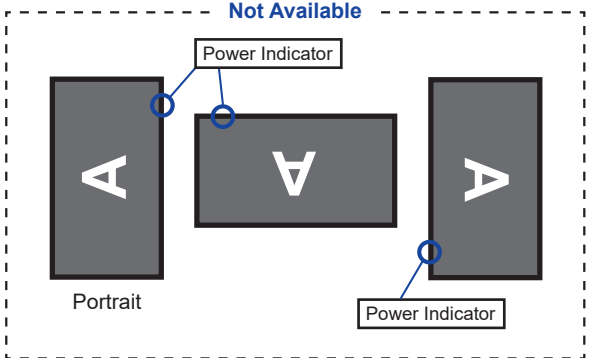 Not Available
Power Indicator
A
A
A
Portrait
Power Indicator